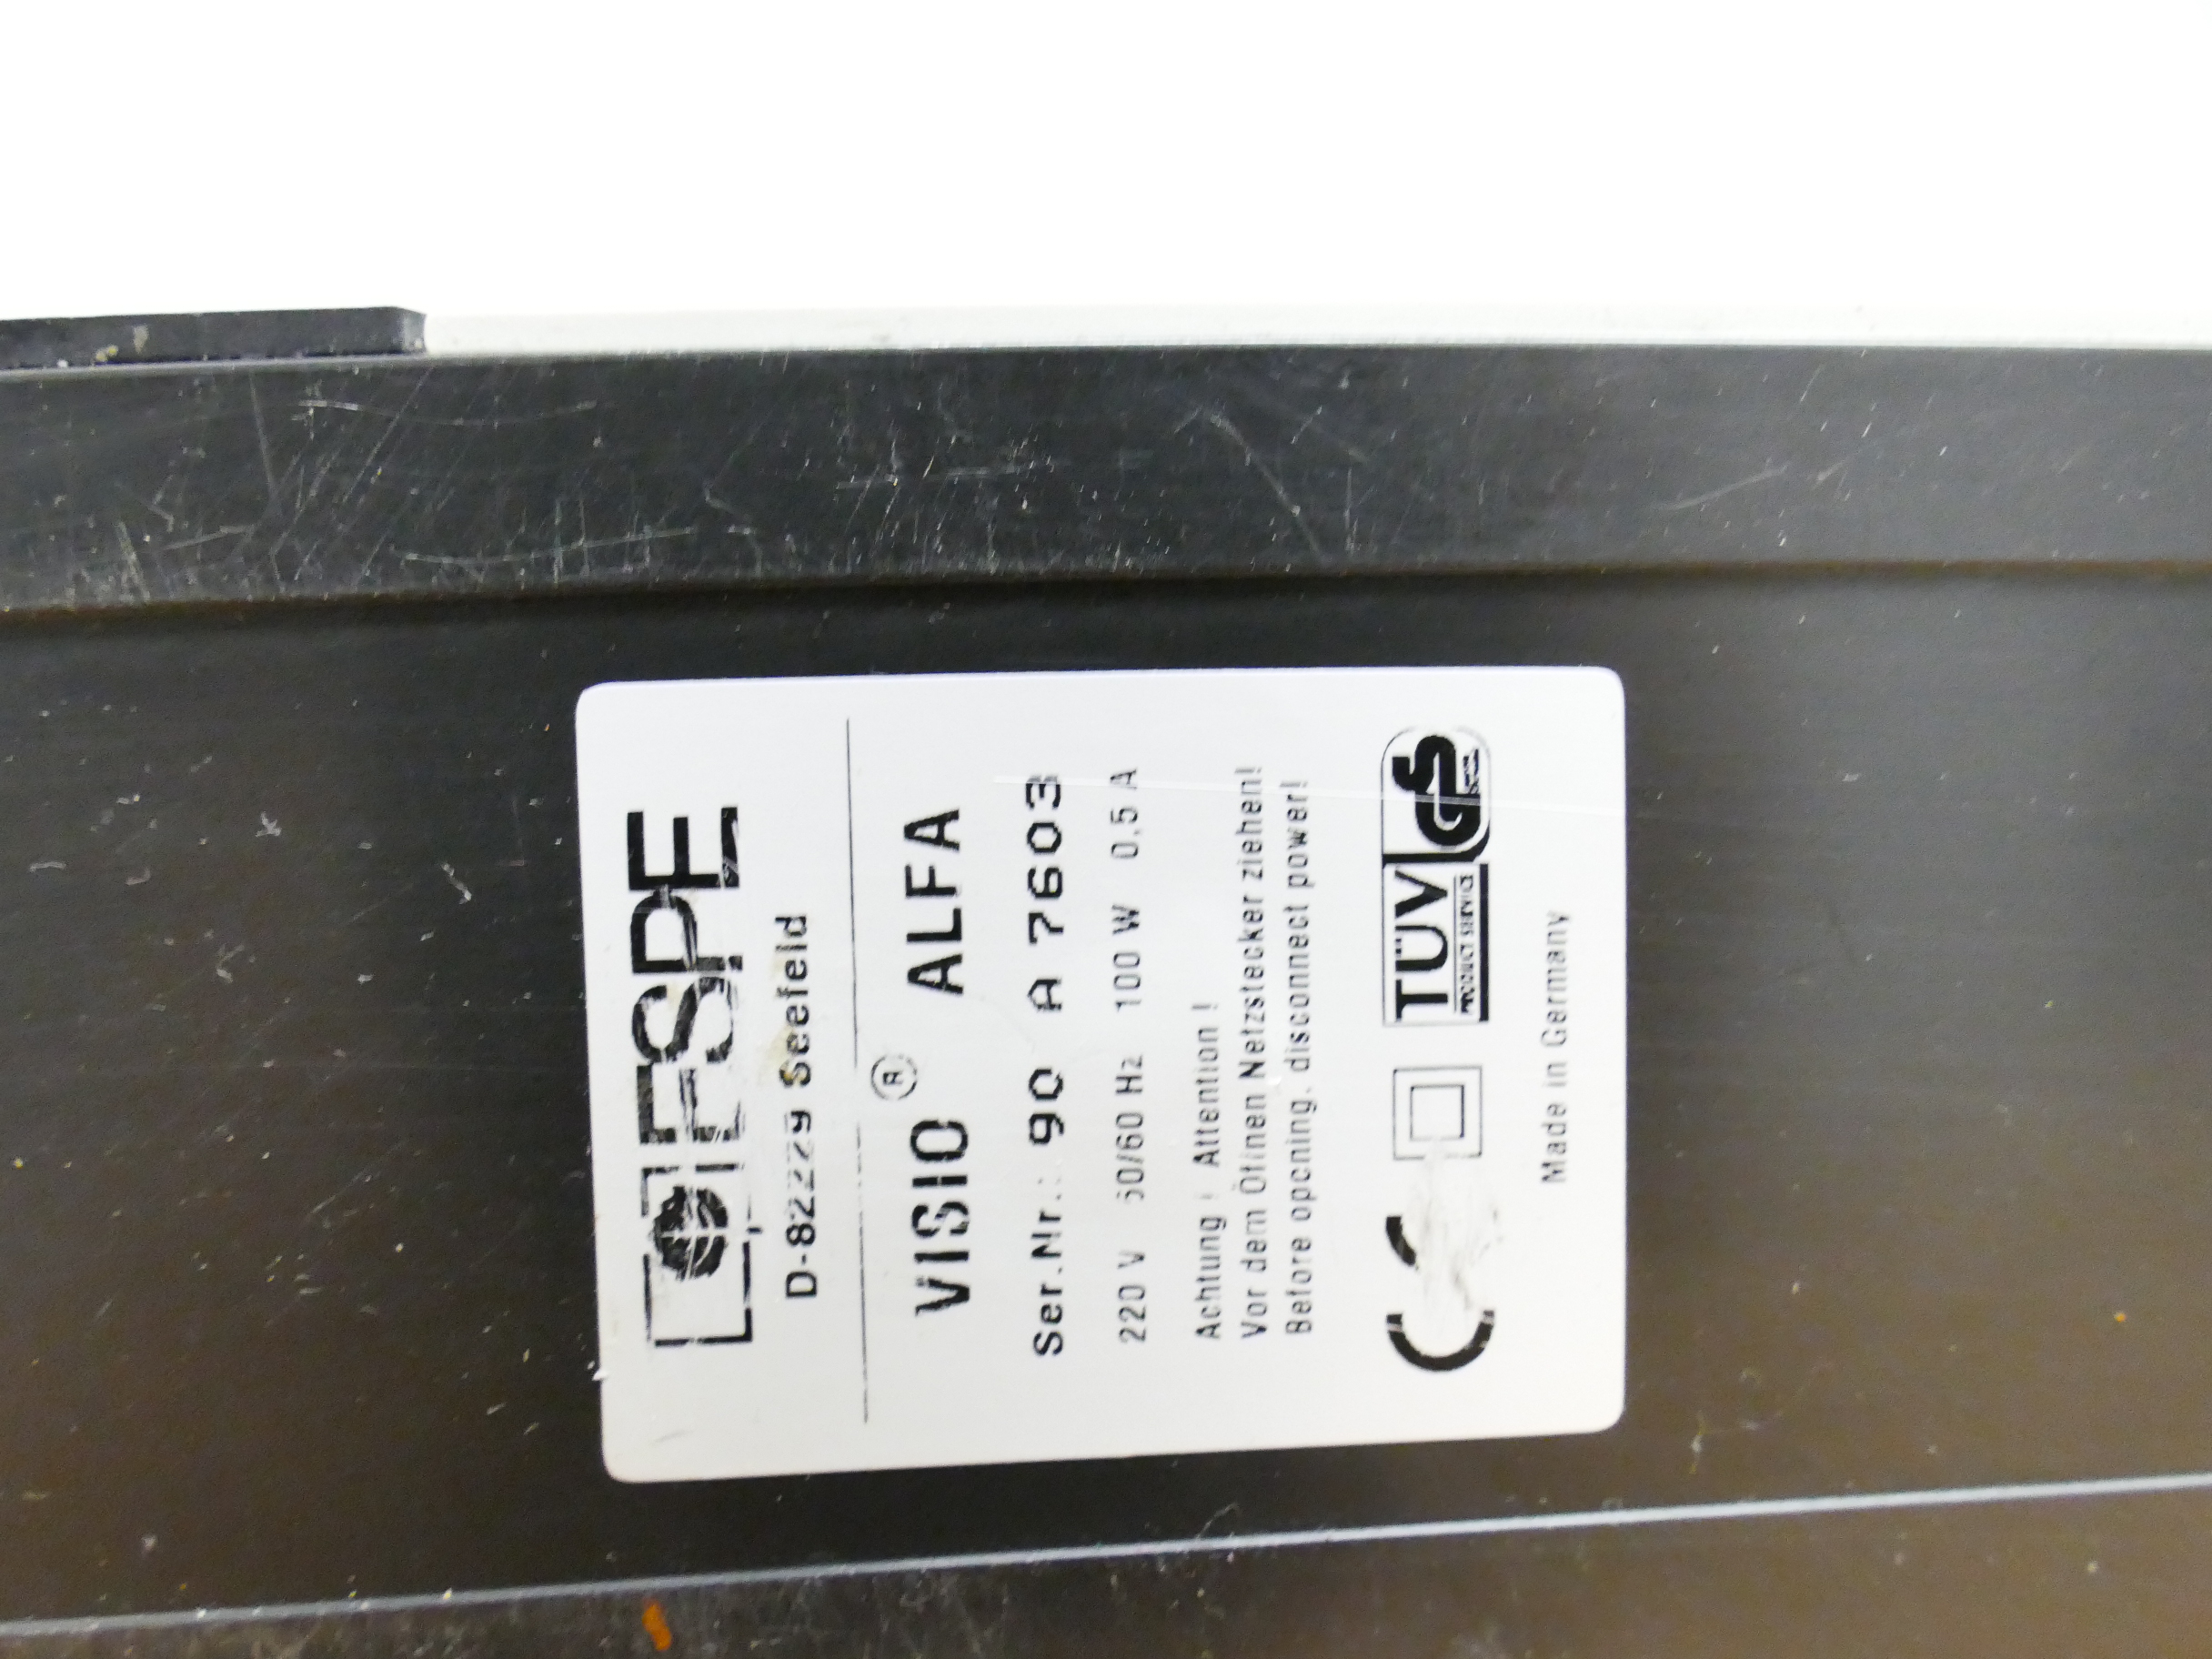 ESPE
D-82229 Seefeld
VISIO ® ALFA
Ser.Nr.: 90 A 7603
220 V 50/60 Hz 100 W 0,5 A
Achtung ! Attention !
Vor dem Öffnen Netzstecker ziehen!
Before opening, disconnect power!
CE TÜV GS
PRODUCT SERVICE
Made in Germany